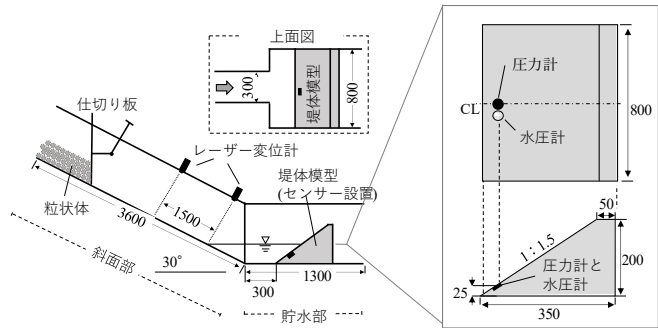 上面図
300
堤体模型
800
仕切り板
レーザー変位計
堤体模型
(センサー設置)
粒状体
3600
1500
斜面部
30°
300
1300
貯水部
圧力計
CL
水圧計
800
50
1：1.5
圧力計と
水圧計
200
25
350